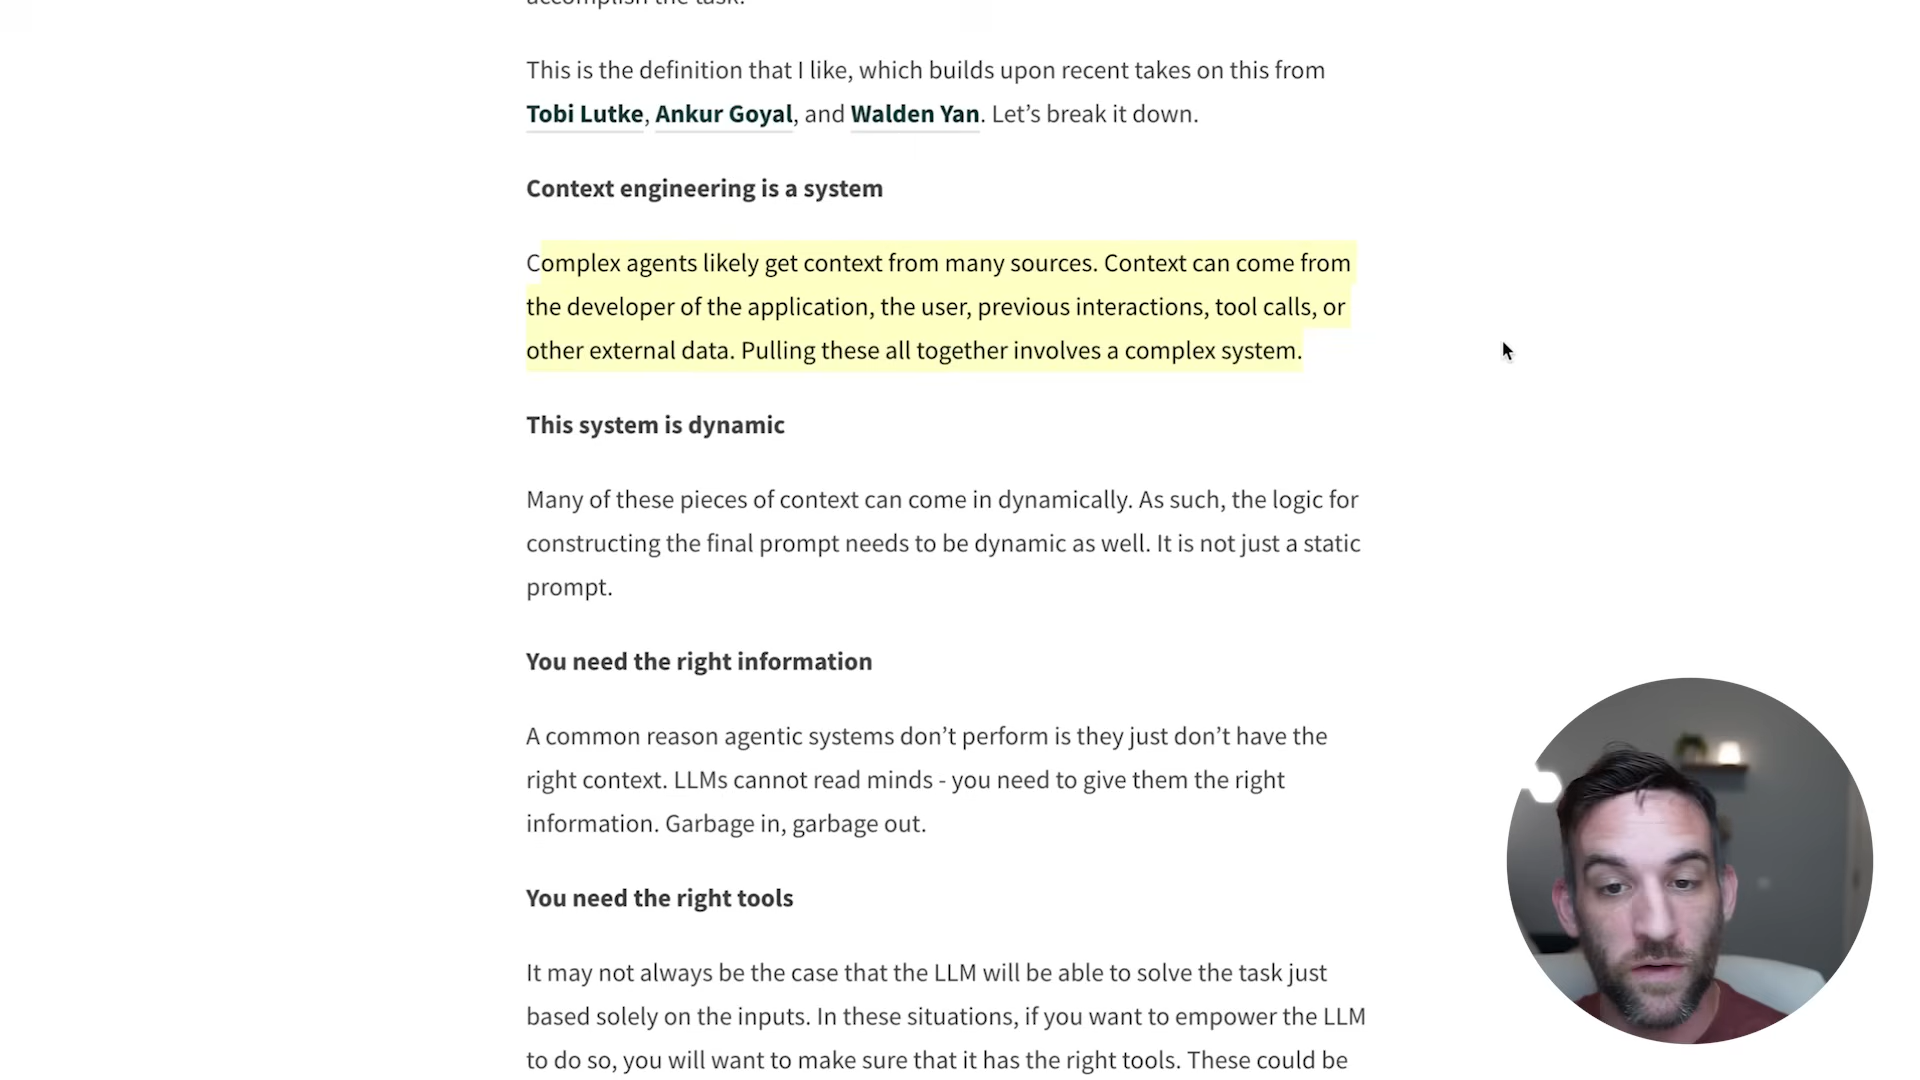 accomplish the task.
This is the definition that I like, which builds upon recent takes on this from
Tobi Lutke, Ankur Goyal, and Walden Yan. Let’s break it down.
Context engineering is a system
Complex agents likely get context from many sources. Context can come from
the developer of the application, the user, previous interactions, tool calls, or
other external data. Pulling these all together involves a complex system.
This system is dynamic
Many of these pieces of context can come in dynamically. As such, the logic for
constructing the final prompt needs to be dynamic as well. It is not just a static
prompt.
You need the right information
A common reason agentic systems don’t perform is they just don’t have the
right context. LLMs cannot read minds - you need to give them the right
information. Garbage in, garbage out.
You need the right tools
It may not always be the case that the LLM will be able to solve the task just
based solely on the inputs. In these situations, if you want to empower the LLM
to do so, you will want to make sure that it has the right tools. These could be